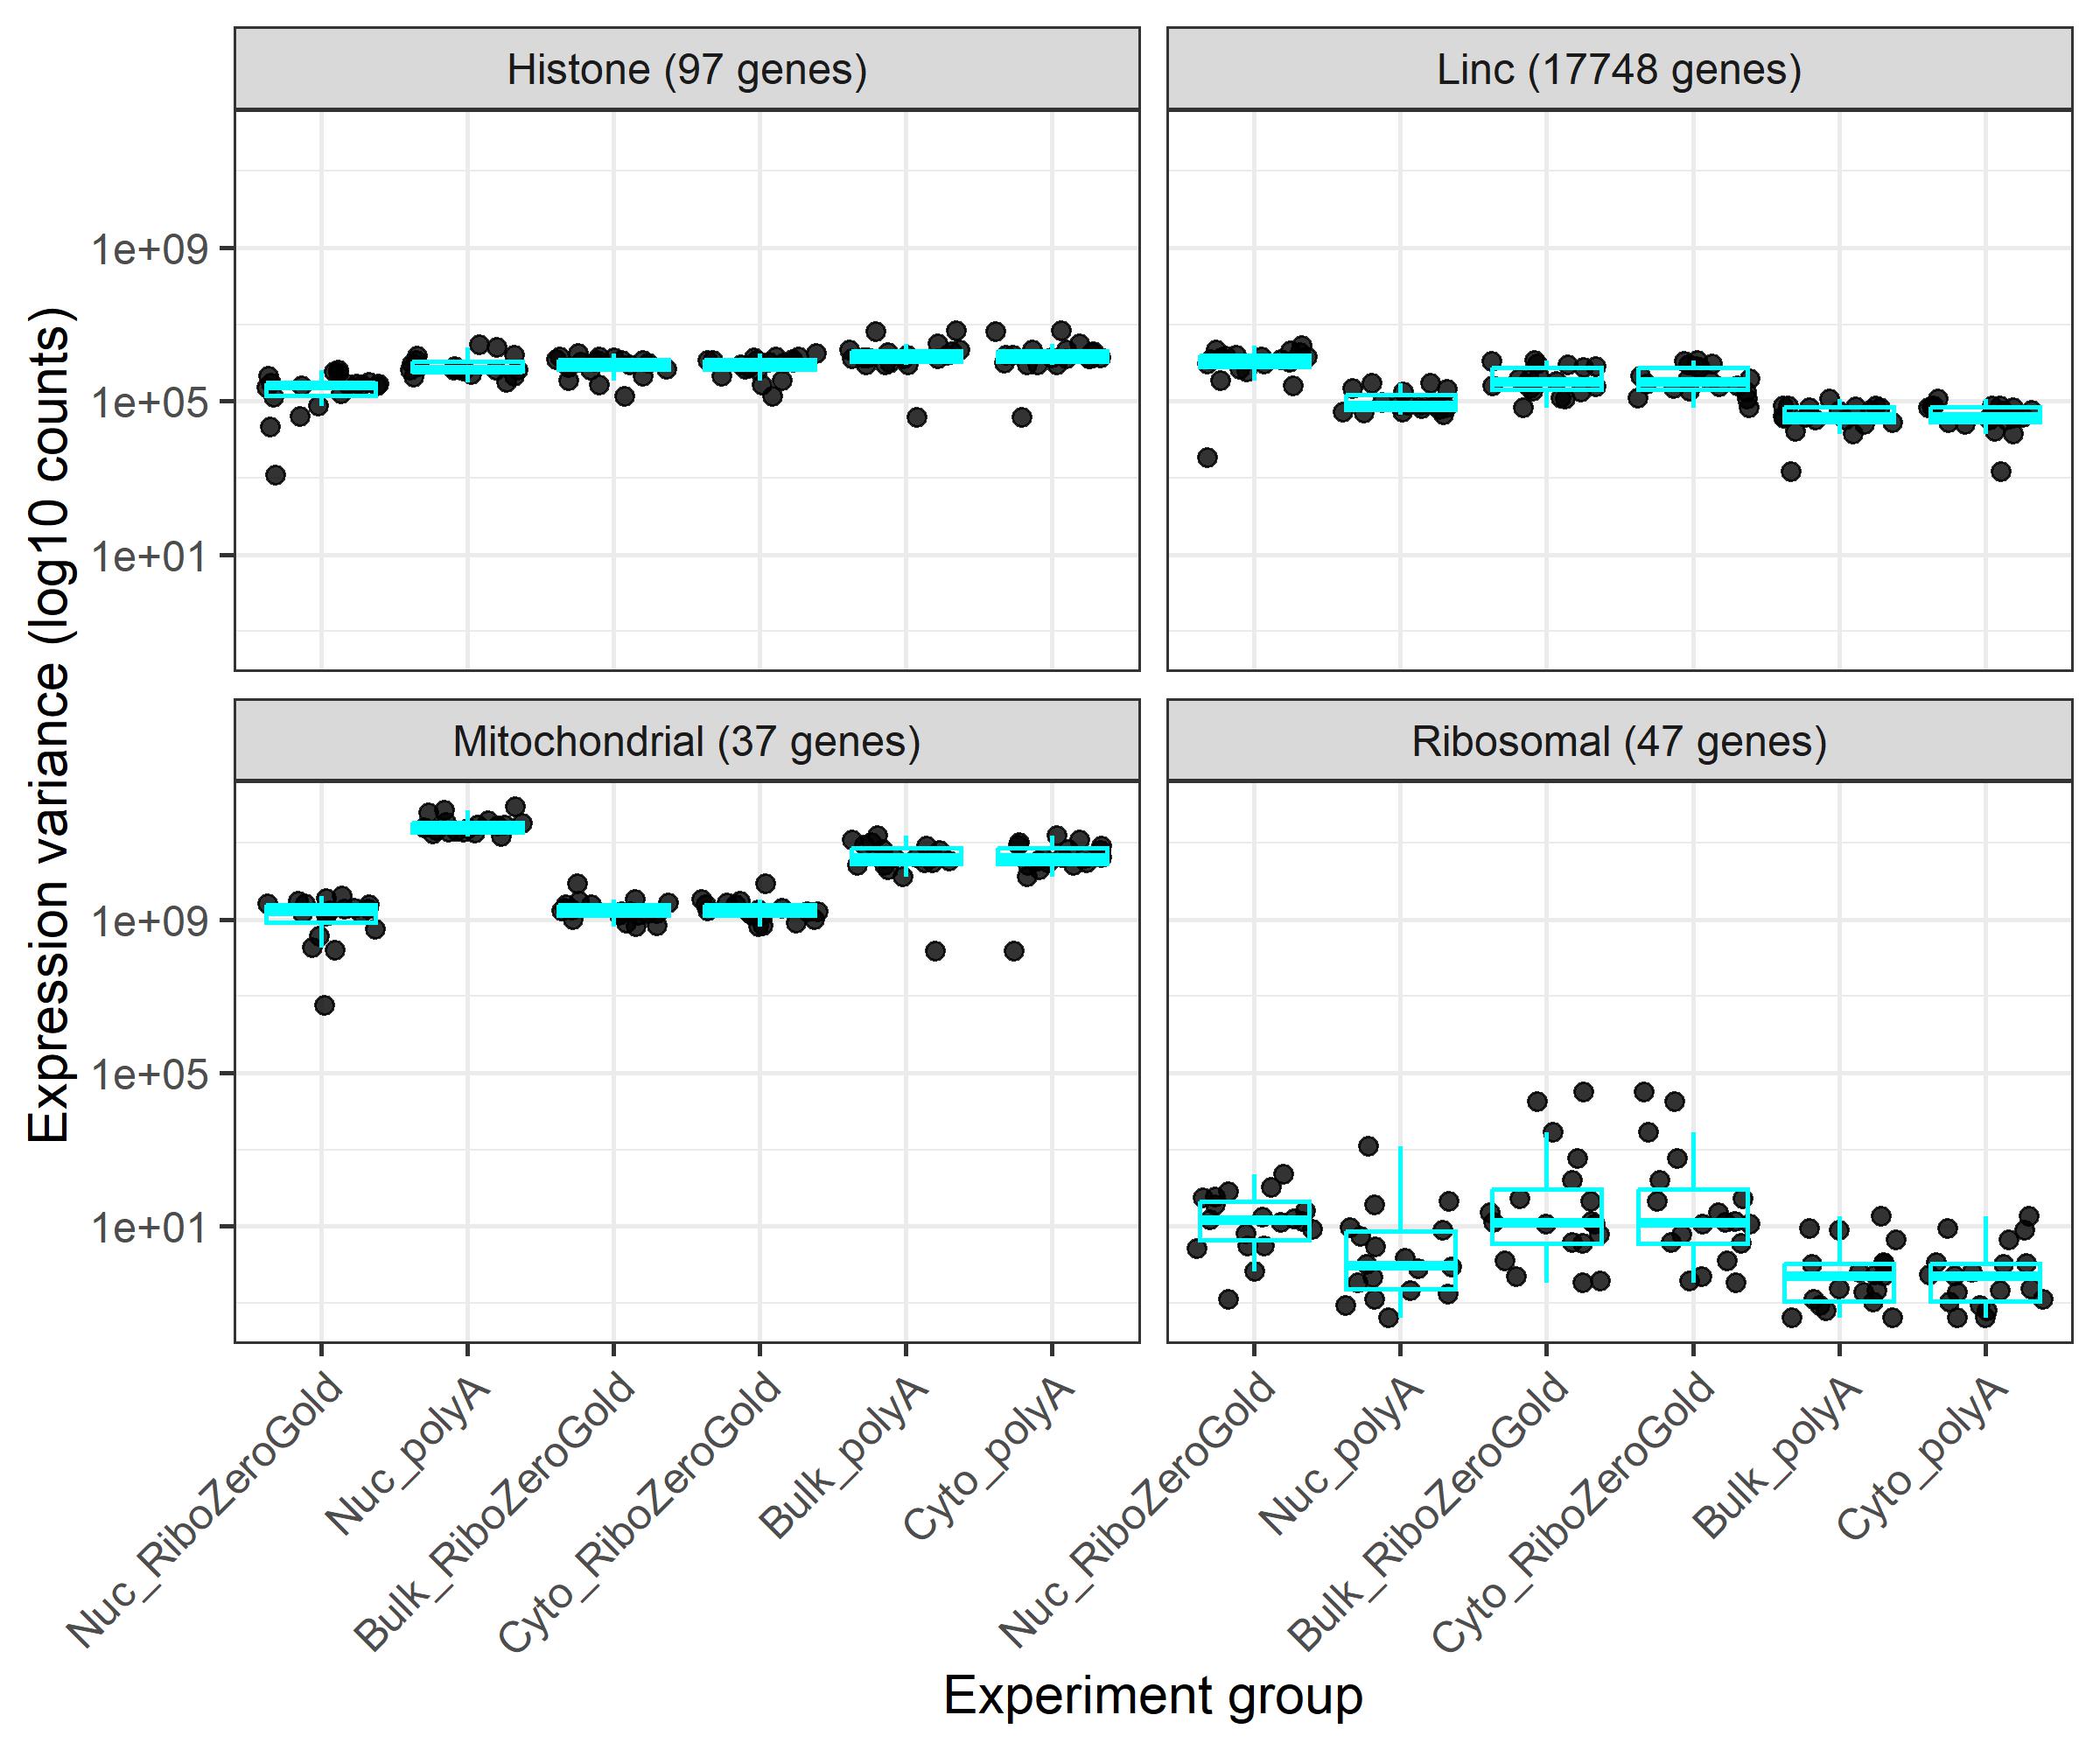 Histone (97 genes)
Linc (17748 genes)
1e+09
1e+05
1e+01
Mitochondrial (37 genes)
Ribosomal (47 genes)
1e+09
1e+05
1e+01
Expression variance (log10 counts)
Nuc_RiboZeroGold
Nuc_polyA
Bulk_RiboZeroGold
Cyto_RiboZeroGold
Bulk_polyA
Cyto_polyA
Nuc_RiboZeroGold
Nuc_polyA
Bulk_RiboZeroGold
Cyto_RiboZeroGold
Bulk_polyA
Cyto_polyA
Experiment group